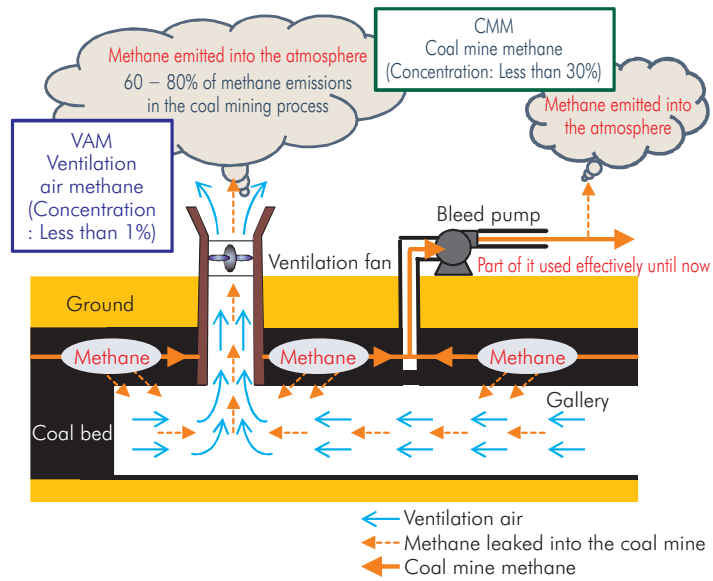 CMM
Coal mine methane
(Concentration: Less than 30%)
Methane emitted into the atmosphere
60 – 80% of methane emissions
in the coal mining process
Methane emitted into
the atmosphere
VAM
Ventilation
air methane
(Concentration
: Less than 1%)
Bleed pump
Ventilation fan
Part of it used effectively until now
Ground
Methane
Methane
Methane
Gallery
Coal bed
Ventilation air
Methane leaked into the coal mine
Coal mine methane